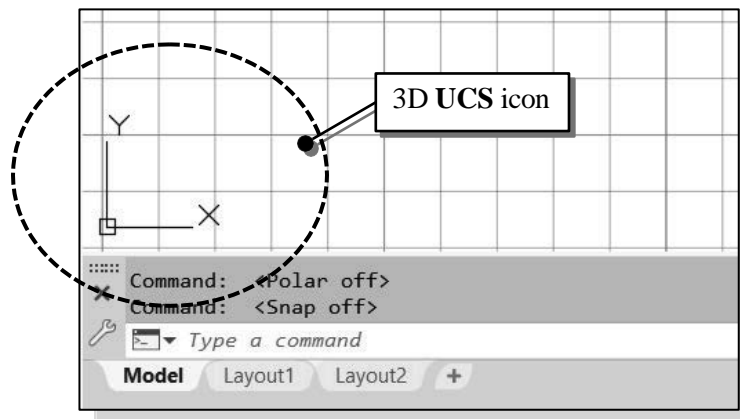 3D UCS icon
Y
X
Command: <Polar off>
Command: <Snap off>
Type a command
Model Layout1 Layout2 +